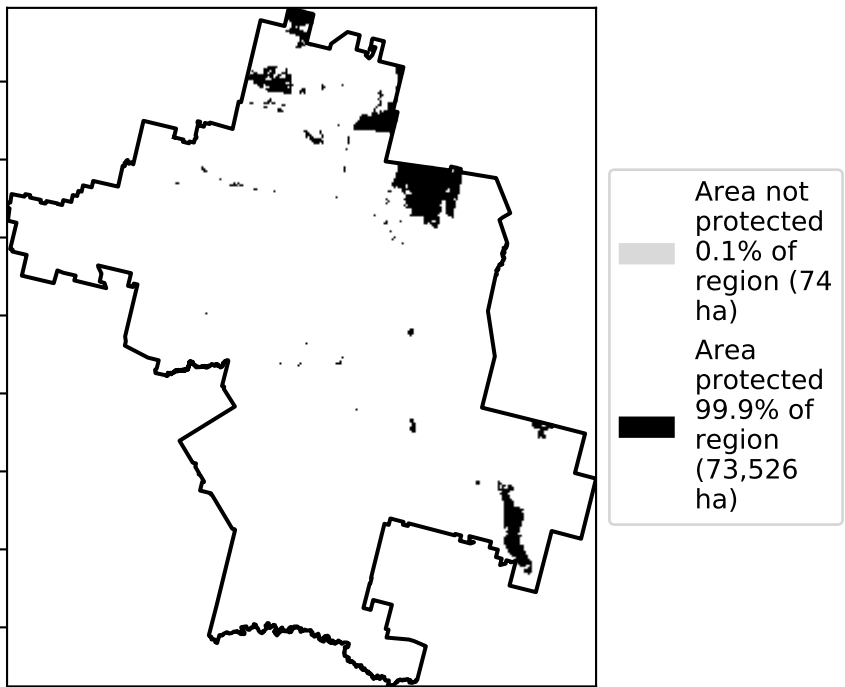 Area not
protected
0.1% of
region (74
ha)
Area
protected
99.9% of
region
(73,526
ha)